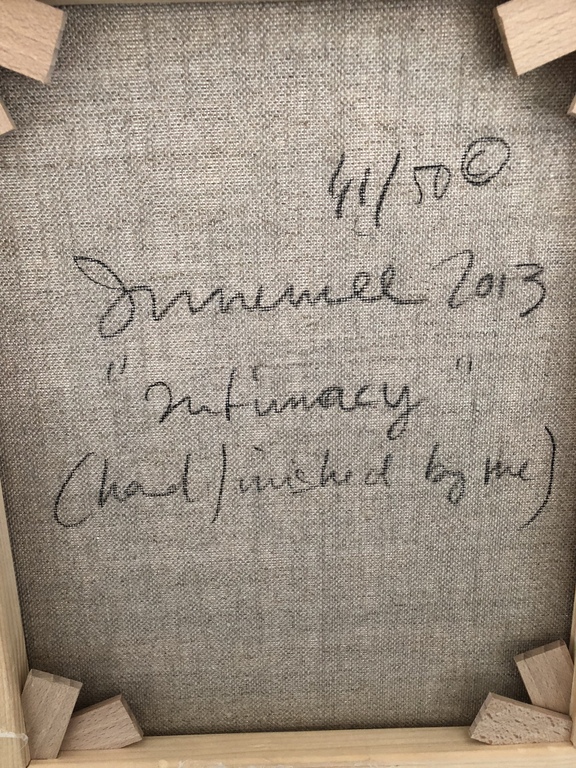 41/50 ©
2013
"Intimacy"
(hand finished by me)